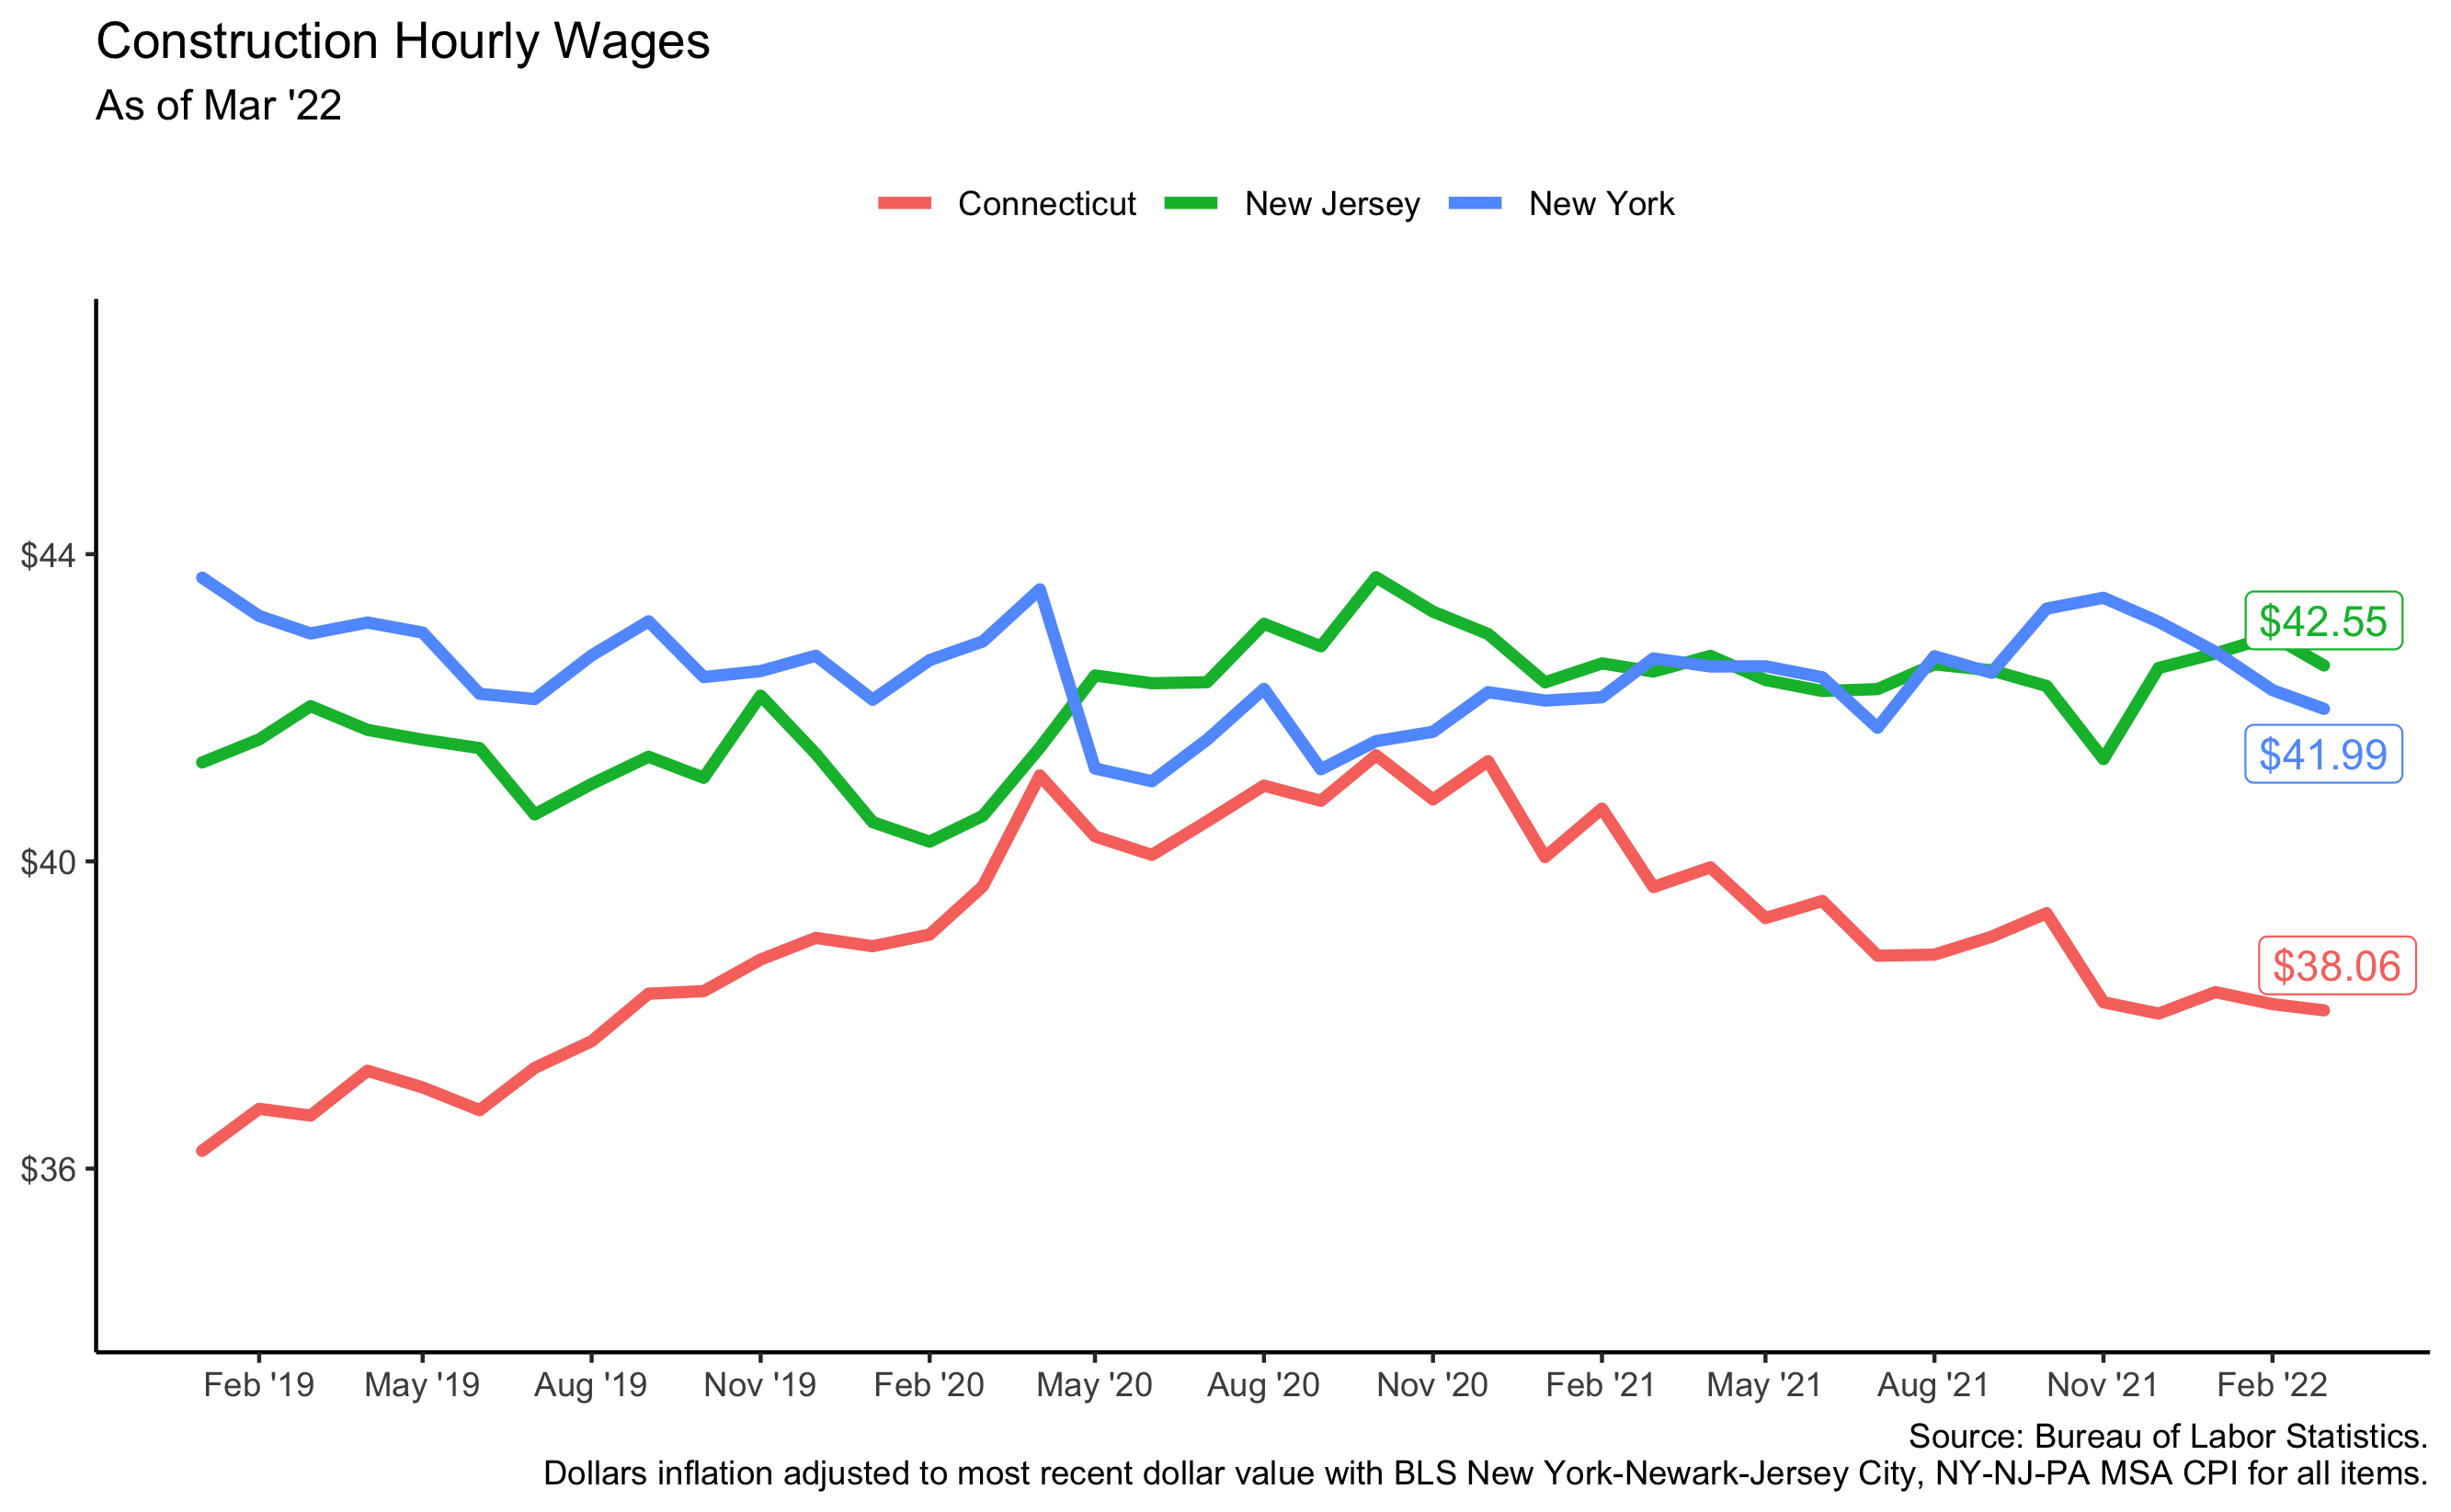 Construction Hourly Wages
As of Mar '22
Connecticut New Jersey New York
$44
$40
$36
$42.55
$41.99
$38.06
Feb '19 May '19 Aug '19 Nov '19 Feb '20 May '20 Aug '20 Nov '20 Feb '21 May '21 Aug '21 Nov '21 Feb '22
Source: Bureau of Labor Statistics.
Dollars inflation adjusted to most recent dollar value with BLS New York-Newark-Jersey City, NY-NJ-PA MSA CPI for all items.